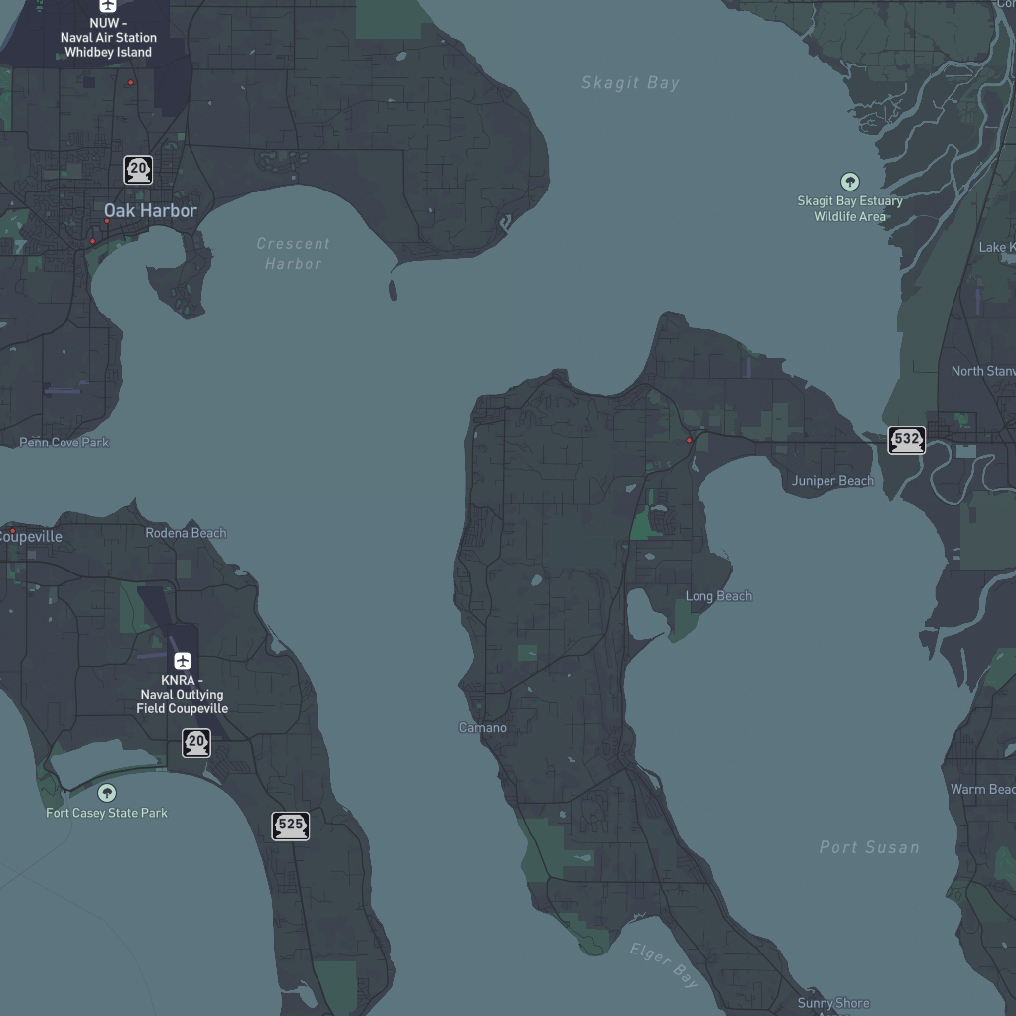 NUW -
Naval Air Station
Whidbey Island
Skagit Bay
20
Skagit Bay Estuary
Wildlife Area
Oak Harbor
Crescent
Harbor
Lake K
North Stanw
Penn Cove Park
532
Juniper Beach
Coupeville
Rodena Beach
Long Beach
KNRA -
Naval Outlying
Field Coupeville
Camano
20
Warm Beac
Fort Casey State Park
525
Port Susan
Elger Bay
Sunry Shore